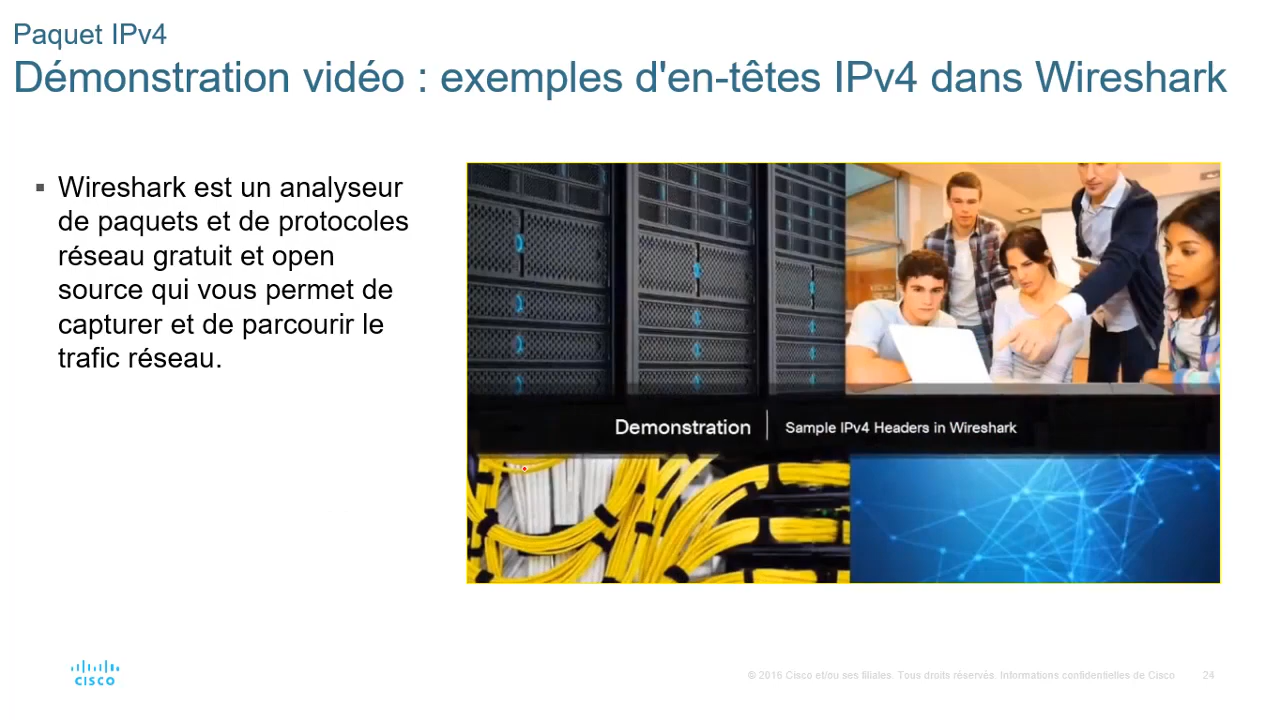 Paquet IPv4
Démonstration vidéo : exemples d'en-têtes IPv4 dans Wireshark
▪ Wireshark est un analyseur
de paquets et de protocoles
réseau gratuit et open
source qui vous permet de
capturer et de parcourir le
trafic réseau.
Demonstration | Sample IPv4 Headers in Wireshark
CISCO
© 2016 Cisco et/ou ses filiales. Tous droits réservés. Informations confidentielles de Cisco 24